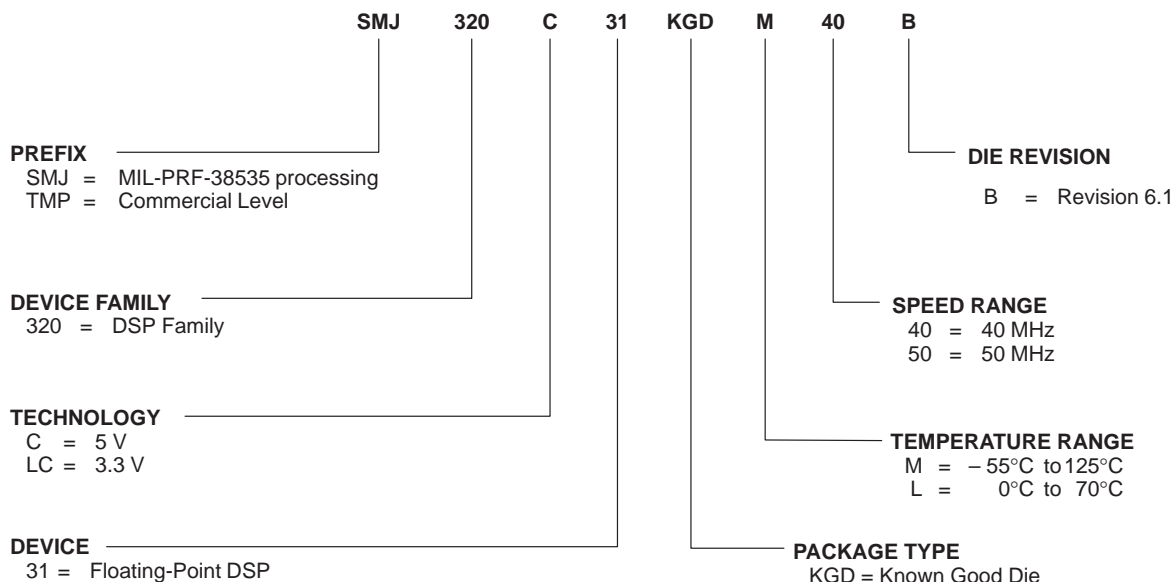 SMJ 320 C 31 KGD M 40 B
PREFIX
SMJ = MIL-PRF-38535 processing
TMP = Commercial Level
DIE REVISION
B = Revision 6.1
DEVICE FAMILY
320 = DSP Family
SPEED RANGE
40 = 40 MHz
50 = 50 MHz
TECHNOLOGY
C = 5 V
LC = 3.3 V
TEMPERATURE RANGE
M = – 55°C to 125°C
L = 0°C to 70°C
DEVICE
31 = Floating-Point DSP
PACKAGE TYPE
KGD = Known Good Die